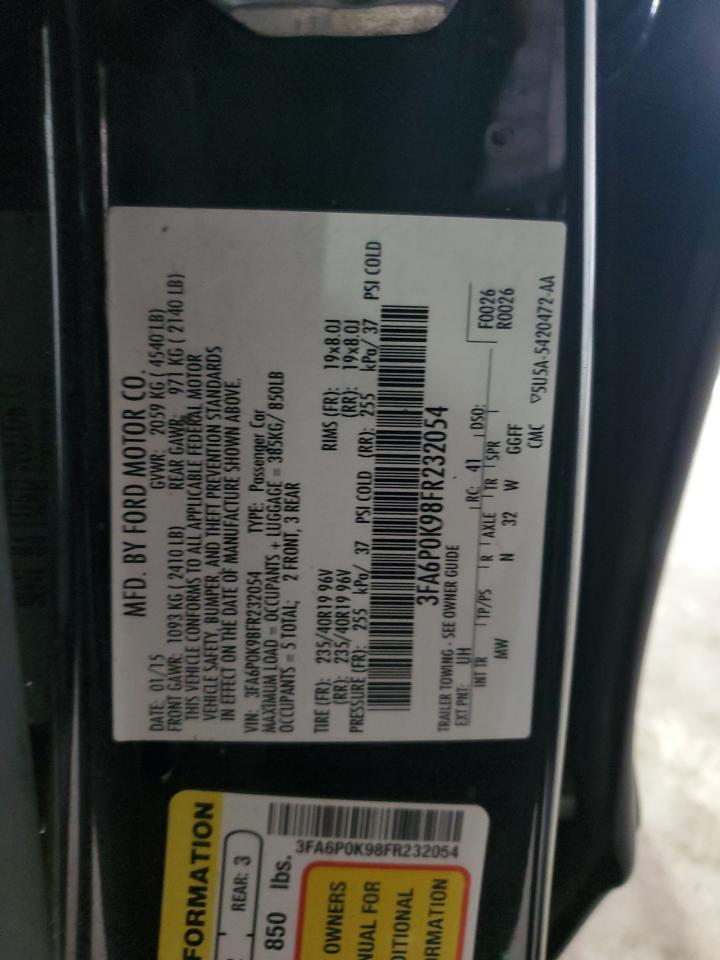 MFD. BY FORD MOTOR CO.
DATE: 01/15 GVWR: 2059 KG ( 4540 LB)
FRONT GAWR: 1093 KG ( 2410 LB) REAR GAWR: 971 KG ( 2140 LB)
THIS VEHICLE CONFORMS TO ALL APPLICABLE FEDERAL MOTOR
VEHICLE SAFETY, BUMPER, AND THEFT PREVENTION STANDARDS
IN EFFECT ON THE DATE OF MANUFACTURE SHOWN ABOVE.
VIN: 3FA6P0K98FR232054 TYPE: Passenger Car
MAXIMUM LOAD = OCCUPANTS + LUGGAGE = 385KG/ 850LB
OCCUPANTS = 5 TOTAL; 2 FRONT, 3 REAR
TIRE (FR): 235/40R19 96V RIMS (FR): 19x8.0J
(RR): 235/40R19 96V (RR): 19x8.0J
PRESSURE (FR): 255 kPa/ 37 PSI COLD (RR): 255 kPa/ 37 PSI COLD
3FA6P0K98FR232054
TRAILER TOWING - SEE OWNER GUIDE
EXT PNT: UH RC: 41 DSO: F0026
R0026
INT TR TP/PS R AXLE TR SPR
MW N 32 W GGFF
CMC
▽5U5A-5420472-AA
FORMATION
REAR: 3
850 lbs.
3FA6P0K98FR232054
OWNERS
NUAL FOR
DITIONAL
RMATION